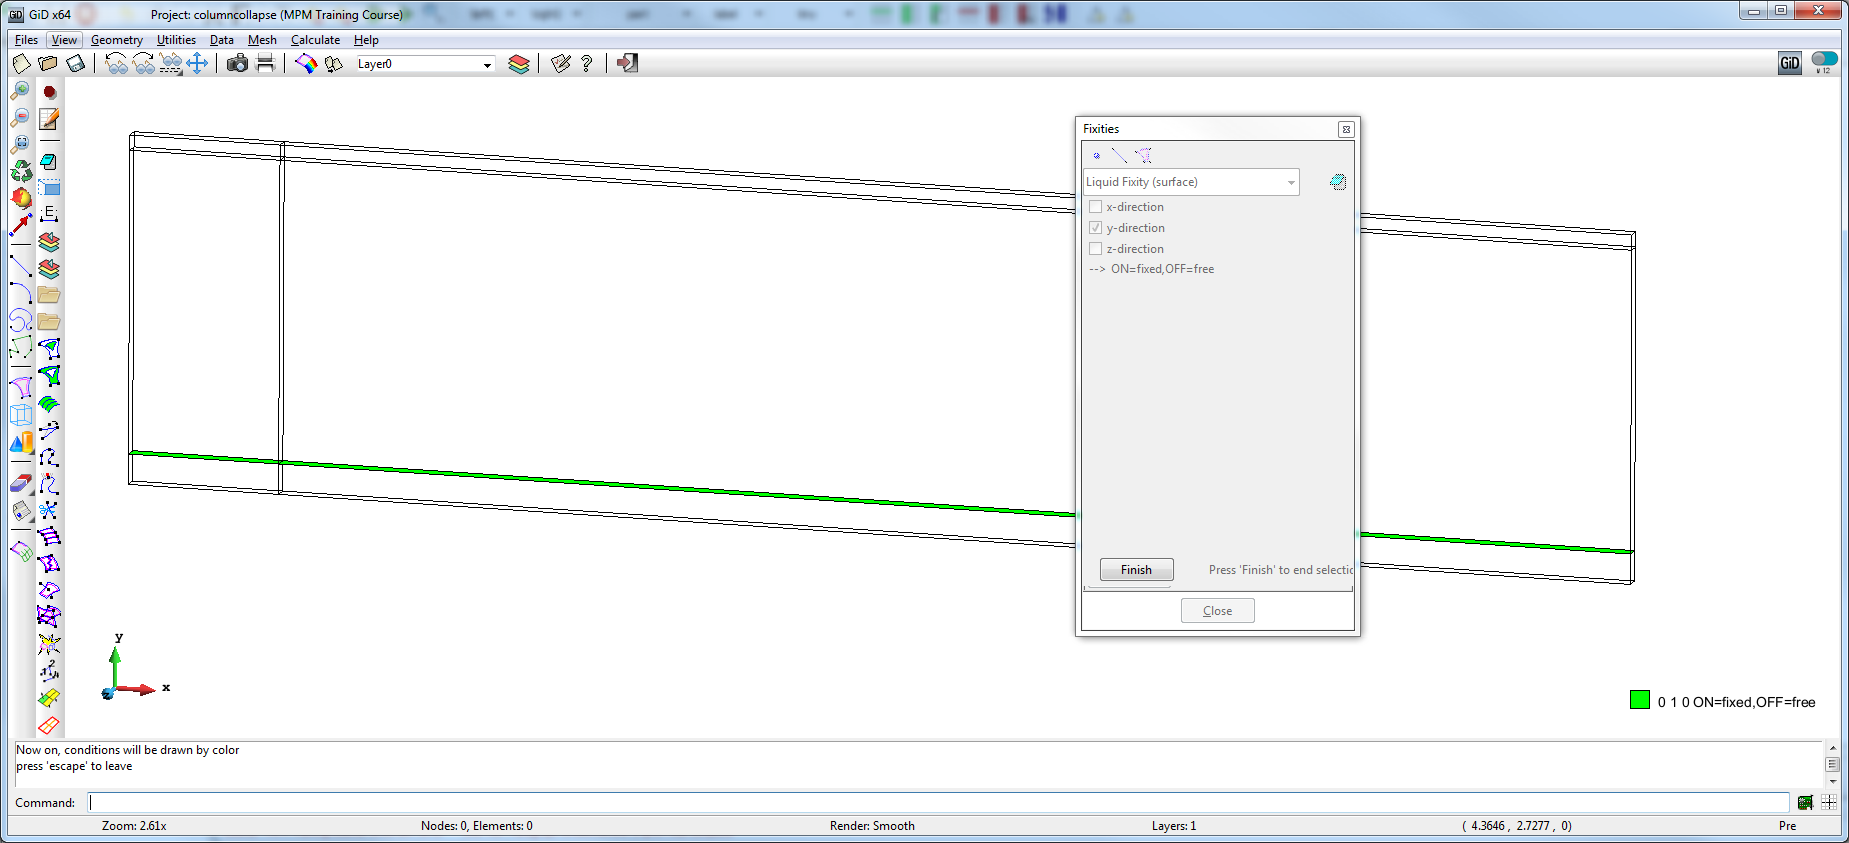 GiD x64 Project: columncollapse (MPM Training Course)
Files View Geometry Utilities Data Mesh Calculate Help
Layer0
GiD
v 12
E
Fixities
Liquid Fixity (surface)
x-direction
y-direction
z-direction
--> ON=fixed,OFF=free
Finish Press 'Finish' to end selectic
Close
y
x
0 1 0 ON=fixed,OFF=free
Now on, conditions will be drawn by color
press 'escape' to leave
Command:
Zoom: 2.61x Nodes: 0, Elements: 0 Render: Smooth Layers: 1 ( 4.3646 , 2.7277 , 0) Pre